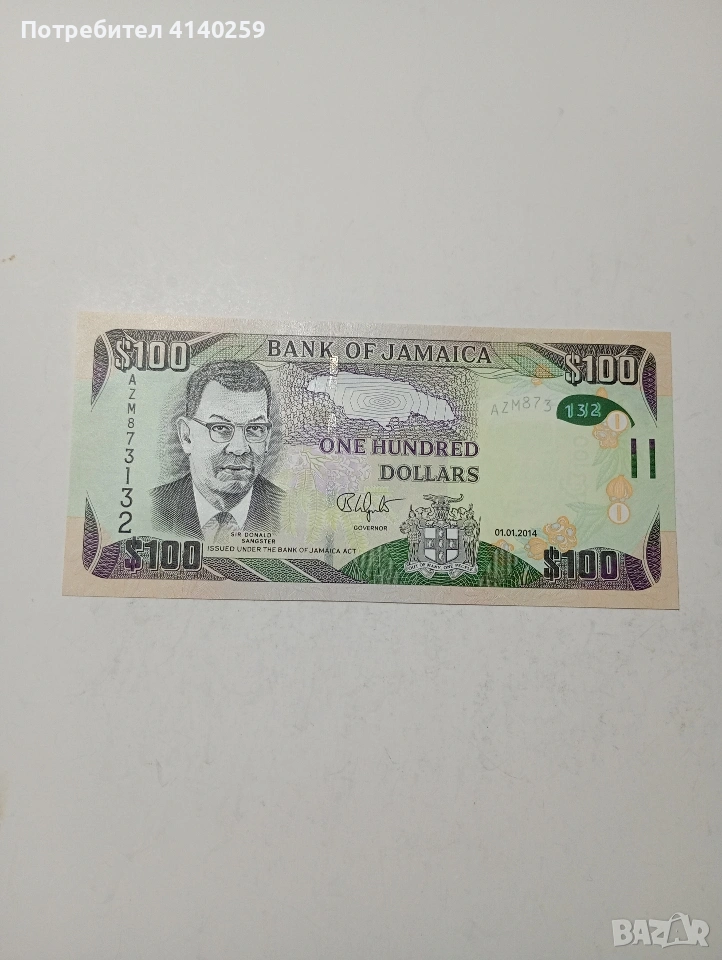 Потребител 4140259
$100
BANK OF JAMAICA
$100
AZM873132
AZM873
132
ONE HUNDRED
DOLLARS
SIR DONALD
SANGSTER
GOVERNOR
01.01.2014
ISSUED UNDER THE BANK OF JAMAICA ACT
$100
$100
BAZAR